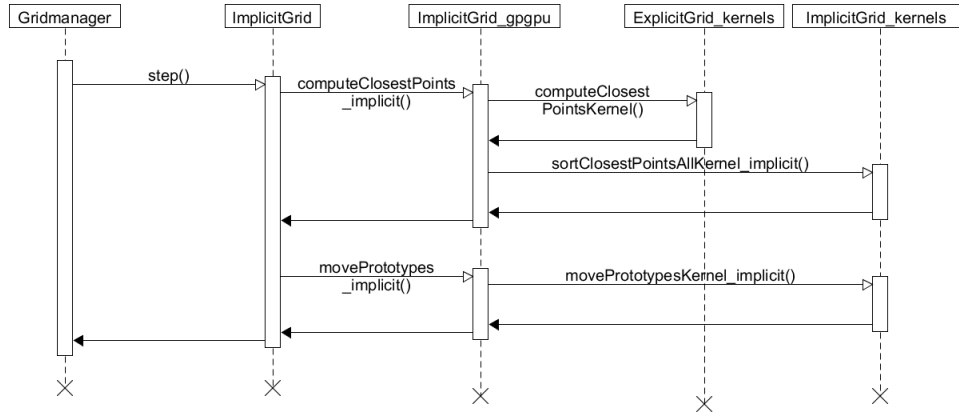 Gridmanager
ImplicitGrid
ImplicitGrid_gpgpu
ExplicitGrid_kernels
ImplicitGrid_kernels
step()
computeClosestPoints
_implicit()
computeClosest
PointsKernel()
sortClosestPointsAllKernel_implicit()
movePrototypes
_implicit()
movePrototypesKernel_implicit()